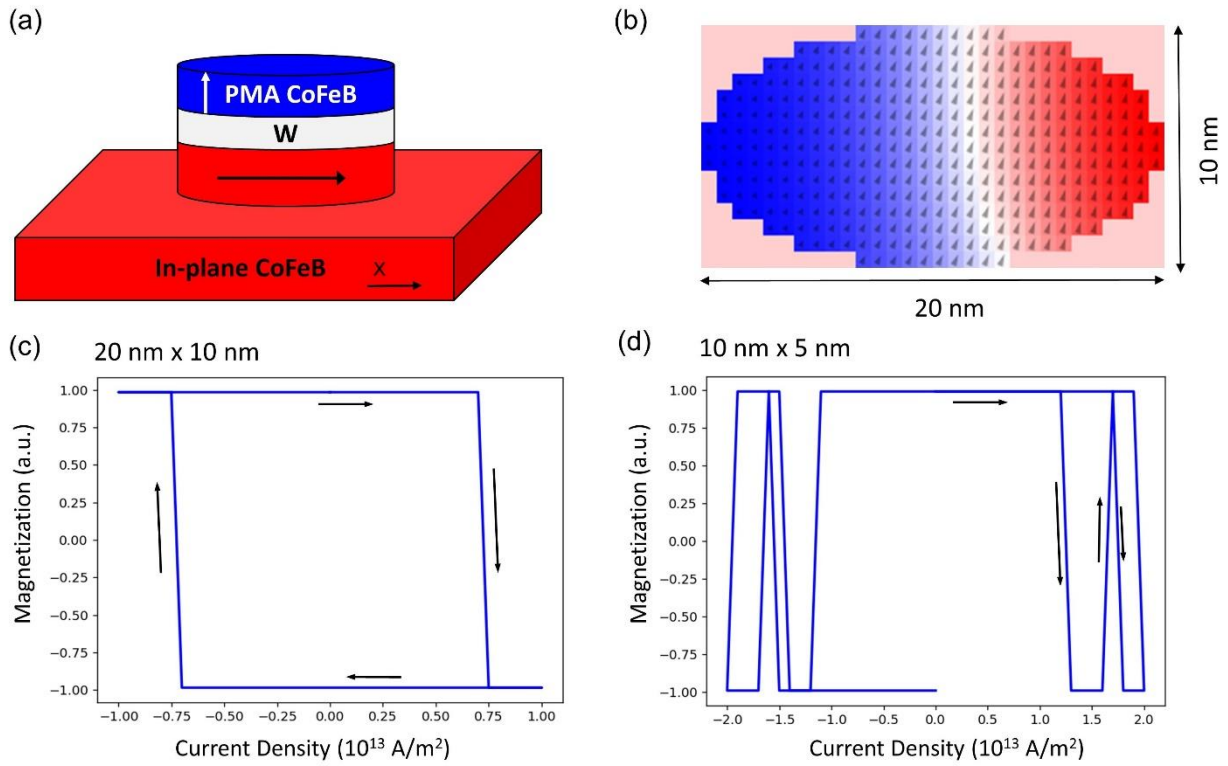 (a)
PMA CoFeB
W
In-plane CoFeB
x
(b)
10 nm
20 nm
(c)
20 nm x 10 nm
Magnetization (a.u.)
1.00
0.75
0.50
0.25
0.00
−0.25
−0.50
−0.75
−1.00
−1.00 −0.75 −0.50 −0.25 0.00 0.25 0.50 0.75 1.00
Current Density (10¹³ A/m²)
(d)
10 nm x 5 nm
Magnetization (a.u.)
1.00
0.75
0.50
0.25
0.00
−0.25
−0.50
−0.75
−1.00
−2.0 −1.5 −1.0 −0.5 0.0 0.5 1.0 1.5 2.0
Current Density (10¹³ A/m²)